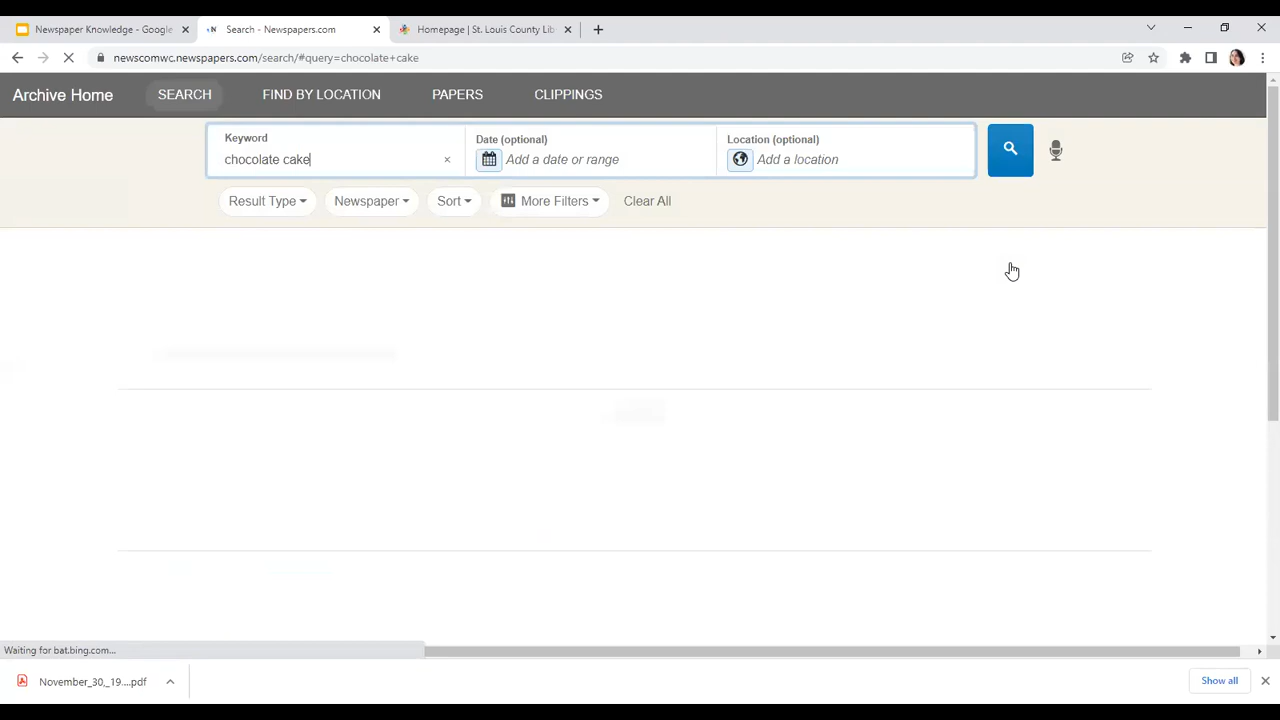 Newspaper Knowledge - Google
Search - Newspapers.com
Homepage | St. Louis County Lib
newscomwc.newspapers.com/search/#query=chocolate+cake
Archive Home
SEARCH
FIND BY LOCATION
PAPERS
CLIPPINGS
Keyword
chocolate cake
Date (optional)
Add a date or range
Location (optional)
Add a location
Result Type
Newspaper
Sort
More Filters
Clear All
Waiting for bat.bing.com...
November_30,_19....pdf
Show all